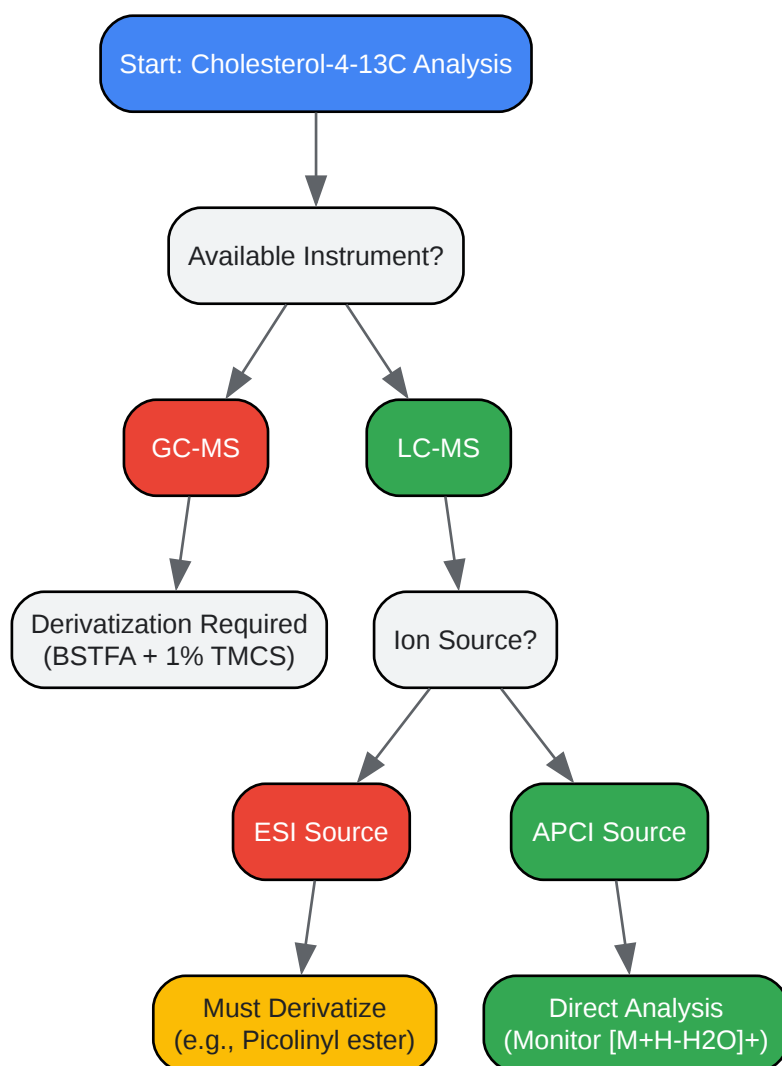 Start: Cholesterol-4-13C Analysis
Available Instrument?
GC-MS
LC-MS
Derivatization Required
(BSTFA + 1% TMCS)
Ion Source?
ESI Source
APCI Source
Must Derivatize
(e.g., Picolinyl ester)
Direct Analysis
(Monitor [M+H-H2O]+)